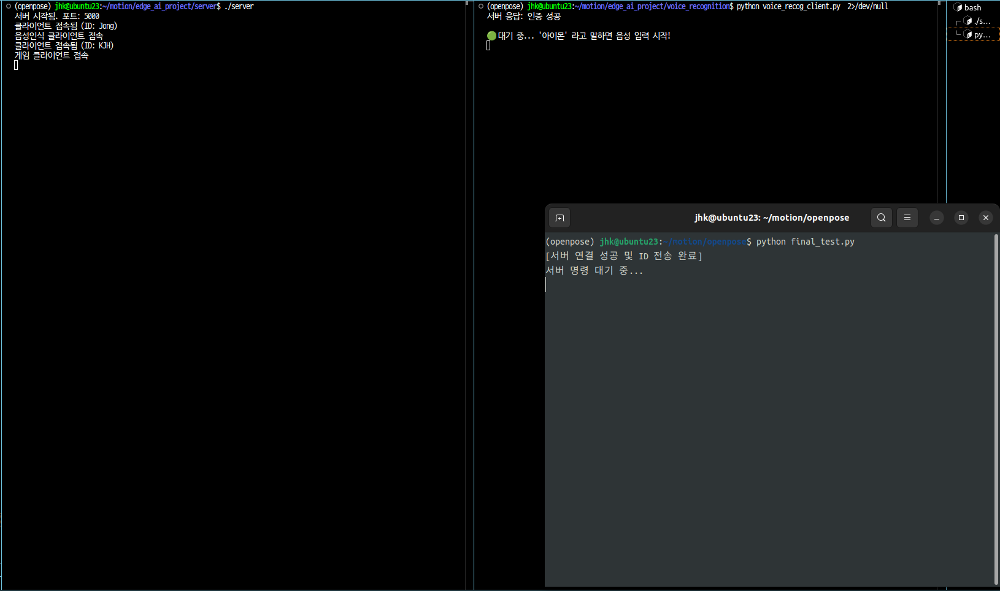 (openpose) jhk@ubuntu23:~/motion/edge_ai_project/server$ ./server
서버 시작됨. 포트: 5000
클라이언트 접속됨 (ID: Jong)
음성인식 클라이언트 접속
클라이언트 접속됨 (ID: KJH)
게임 클라이언트 접속
(openpose) jhk@ubuntu23:~/motion/edge_ai_project/voice_recognition$ python voice_recog_client.py  2>/dev/null
서버 응답: 인증 성공
🟢 대기 중... '아이몬' 라고 말하면 음성 입력 시작!
bash
./s...
py...
jhk@ubuntu23: ~/motion/openpose
(openpose) jhk@ubuntu23:~/motion/openpose$ python final_test.py
[서버 연결 성공 및 ID 전송 완료]
서버 명령 대기 중...